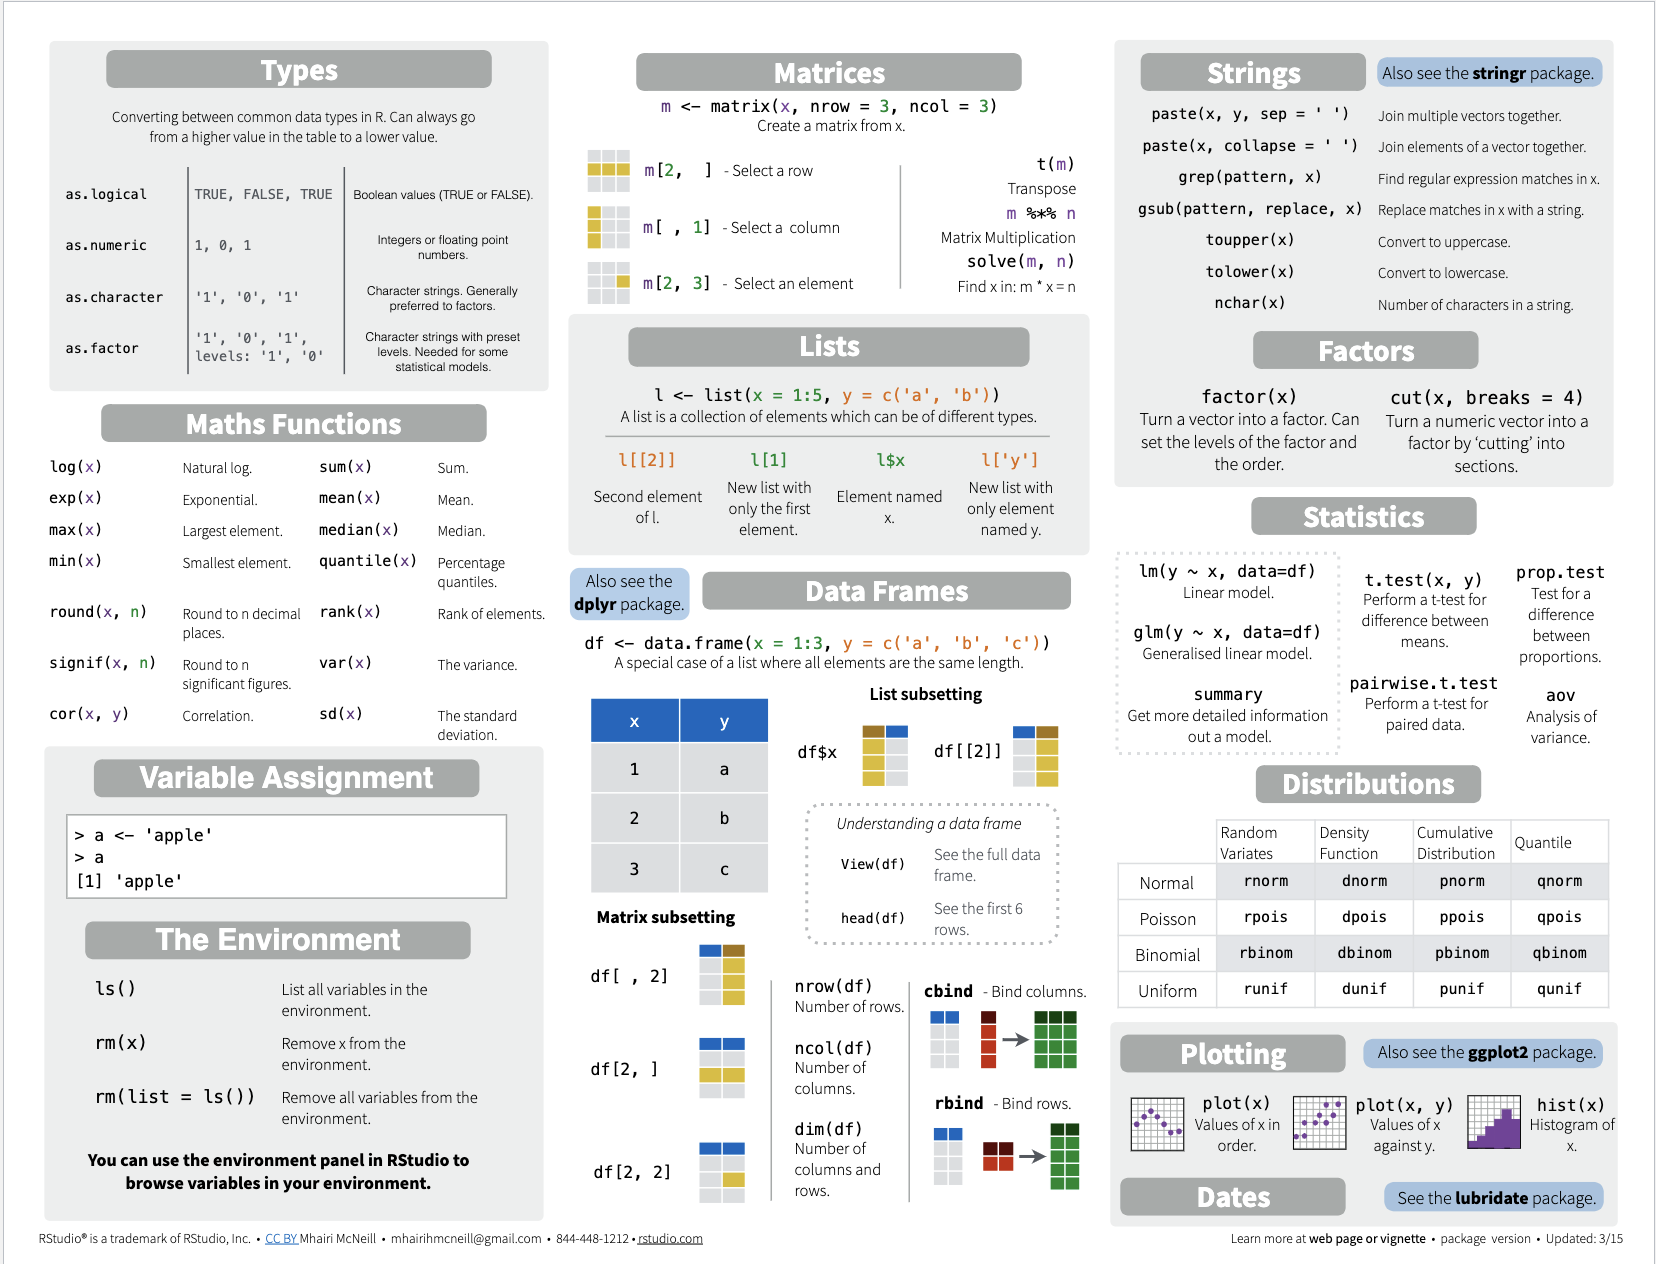 Types
Converting between common data types in R. Can always go
from a higher value in the table to a lower value.
as.logical
TRUE, FALSE, TRUE
Boolean values (TRUE or FALSE).
as.numeric
1, 0, 1
Integers or floating point
numbers.
as.character
'1', '0', '1'
Character strings. Generally
preferred to factors.
as.factor
'1', '0', '1',
levels: '1', '0'
Character strings with preset
levels. Needed for some
statistical models.
Maths Functions
log(x)
Natural log.
sum(x)
Sum.
exp(x)
Exponential.
mean(x)
Mean.
max(x)
Largest element.
median(x)
Median.
min(x)
Smallest element.
quantile(x)
Percentage
quantiles.
round(x, n)
Round to n decimal
places.
rank(x)
Rank of elements.
signif(x, n)
Round to n
significant figures.
var(x)
The variance.
cor(x, y)
Correlation.
sd(x)
The standard
deviation.
Variable Assignment
> a <- 'apple'
> a
[1] 'apple'
The Environment
ls()
List all variables in the
environment.
rm(x)
Remove x from the
environment.
rm(list = ls())
Remove all variables from the
environment.
You can use the environment panel in RStudio to
browse variables in your environment.
Matrices
m <- matrix(x, nrow = 3, ncol = 3)
Create a matrix from x.
m[2, ] - Select a row
m[ , 1] - Select a column
m[2, 3] - Select an element
t(m)
Transpose
m %*% n
Matrix Multiplication
solve(m, n)
Find x in: m * x = n
Lists
l <- list(x = 1:5, y = c('a', 'b'))
A list is a collection of elements which can be of different types.
l[[2]]
Second element
of l.
l[1]
New list with
only the first
element.
l$x
Element named
x.
l['y']
New list with
only element
named y.
Also see the
dplyr package.
Data Frames
df <- data.frame(x = 1:3, y = c('a', 'b', 'c'))
A special case of a list where all elements are the same length.
x y
1 a
2 b
3 c
List subsetting
df$x
df[[2]]
Understanding a data frame
View(df)
See the full data
frame.
head(df)
See the first 6
rows.
Matrix subsetting
df[ , 2]
df[2, ]
df[2, 2]
nrow(df)
Number of rows.
ncol(df)
Number of
columns.
dim(df)
Number of
columns and
rows.
cbind - Bind columns.
rbind - Bind rows.
Strings
Also see the stringr package.
paste(x, y, sep = ' ')
Join multiple vectors together.
paste(x, collapse = ' ')
Join elements of a vector together.
grep(pattern, x)
Find regular expression matches in x.
gsub(pattern, replace, x)
Replace matches in x with a string.
toupper(x)
Convert to uppercase.
tolower(x)
Convert to lowercase.
nchar(x)
Number of characters in a string.
Factors
factor(x)
Turn a vector into a factor. Can
set the levels of the factor and
the order.
cut(x, breaks = 4)
Turn a numeric vector into a
factor by ‘cutting’ into
sections.
Statistics
lm(y ~ x, data=df)
Linear model.
glm(y ~ x, data=df)
Generalised linear model.
summary
Get more detailed information
out a model.
t.test(x, y)
Perform a t-test for
difference between
means.
pairwise.t.test
Perform a t-test for
paired data.
prop.test
Test for a
difference
between
proportions.
aov
Analysis of
variance.
Distributions
Random
Variates
Density
Function
Cumulative
Distribution
Quantile
Normal rnorm dnorm pnorm qnorm
Poisson rpois dpois ppois qpois
Binomial rbinom dbinom pbinom qbinom
Uniform runif dunif punif qunif
Plotting
Also see the ggplot2 package.
plot(x)
Values of x in
order.
plot(x, y)
Values of x
against y.
hist(x)
Histogram of
x.
Dates
See the lubridate package.
RStudio® is a trademark of RStudio, Inc. • CC BY Mhairi McNeill • mhairihmcneill@gmail.com • 844-448-1212 • rstudio.com
Learn more at web page or vignette • package version • Updated: 3/15